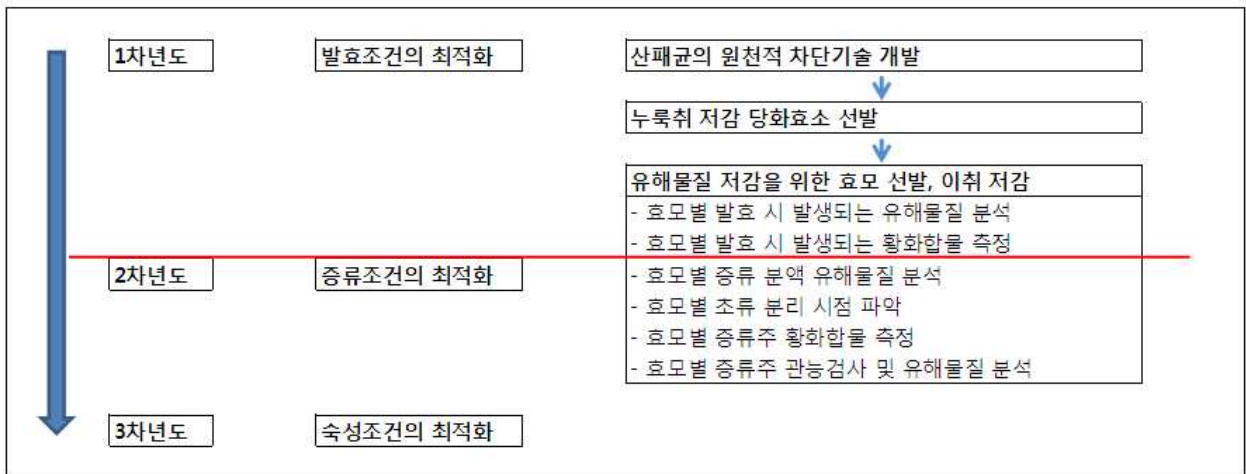 1차년도
발효조건의 최적화
산패균의 원천적 차단기술 개발
누룩취 저감 당화효소 선발
유해물질 저감을 위한 효모 선발, 이취 저감
- 효모별 발효 시 발생되는 유해물질 분석
- 효모별 발효 시 발생되는 황화합물 측정
2차년도
증류조건의 최적화
- 효모별 증류 분액 유해물질 분석
- 효모별 초류 분리 시점 파악
- 효모별 증류주 황화합물 측정
- 효모별 증류주 관능검사 및 유해물질 분석
3차년도
숙성조건의 최적화